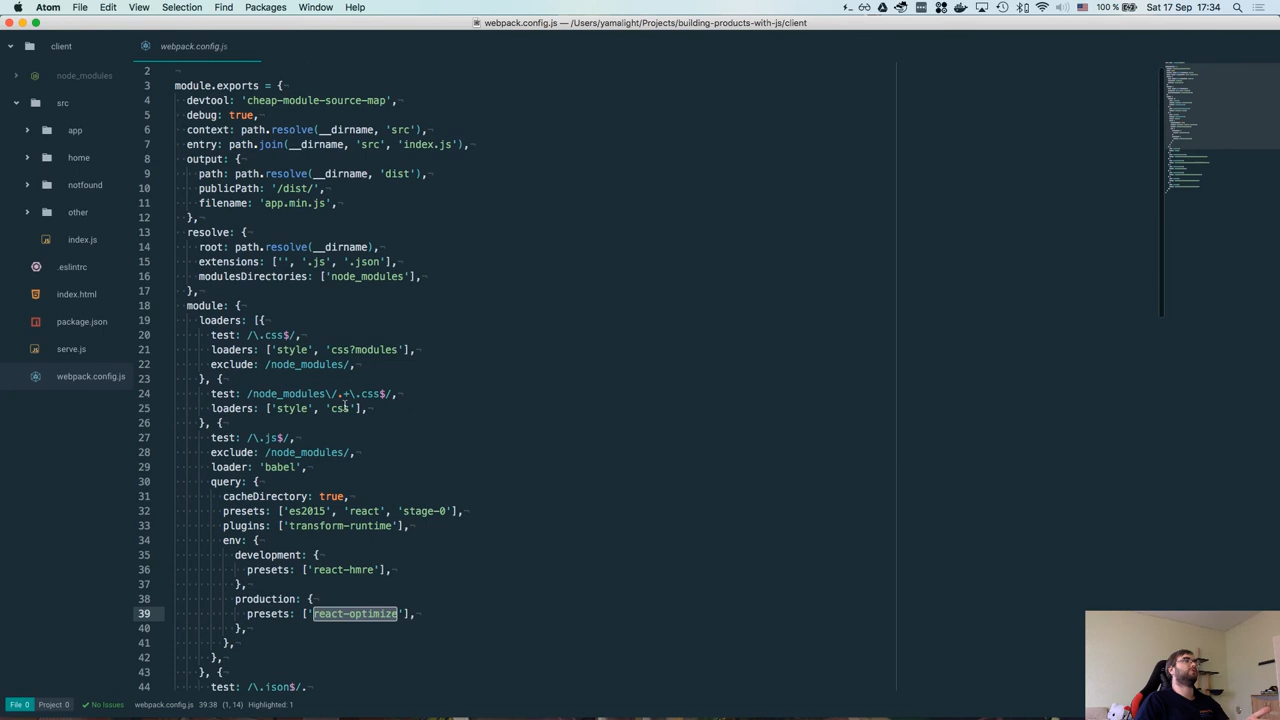 Atom File Edit View Selection Find Packages Window Help 100 % Sat 17 Sep 17:34
webpack.config.js — /Users/yamalight/Projects/building-products-with-js/client
client
node_modules
src
app
home
notfound
other
index.js
.eslintrc
index.html
package.json
serve.js
webpack.config.js
webpack.config.js
2 ¬
3 module.exports = {¬
4 devtool: 'cheap-module-source-map',¬
5 debug: true,¬
6 context: path.resolve(__dirname, 'src'),¬
7 entry: path.join(__dirname, 'src', 'index.js'),¬
8 output: {¬
9 path: path.resolve(__dirname, 'dist'),¬
10 publicPath: '/dist/',¬
11 filename: 'app.min.js',¬
12 },¬
13 resolve: {¬
14 root: path.resolve(__dirname),¬
15 extensions: ['', '.js', '.json'],¬
16 modulesDirectories: ['node_modules'],¬
17 },¬
18 module: {¬
19 loaders: [{¬
20 test: /\.css$/,¬
21 loaders: ['style', 'css?modules'],¬
22 exclude: /node_modules/,¬
23 }, {¬
24 test: /node_modules\/.+\.css$/,¬
25 loaders: ['style', 'css'],¬
26 }, {¬
27 test: /\.js$/,¬
28 exclude: /node_modules/,¬
29 loader: 'babel',¬
30 query: {¬
31 cacheDirectory: true,¬
32 presets: ['es2015', 'react', 'stage-0'],¬
33 plugins: ['transform-runtime'],¬
34 env: {¬
35 development: {¬
36 presets: ['react-hmre'],¬
37 },¬
38 production: {¬
39 presets: ['react-optimize'],¬
40 },¬
41 },¬
42 },¬
43 }, {¬
44 test: /\.json$/,
File 0 Project 0 No Issues webpack.config.js 39:38 (1, 14) Highlighted: 1